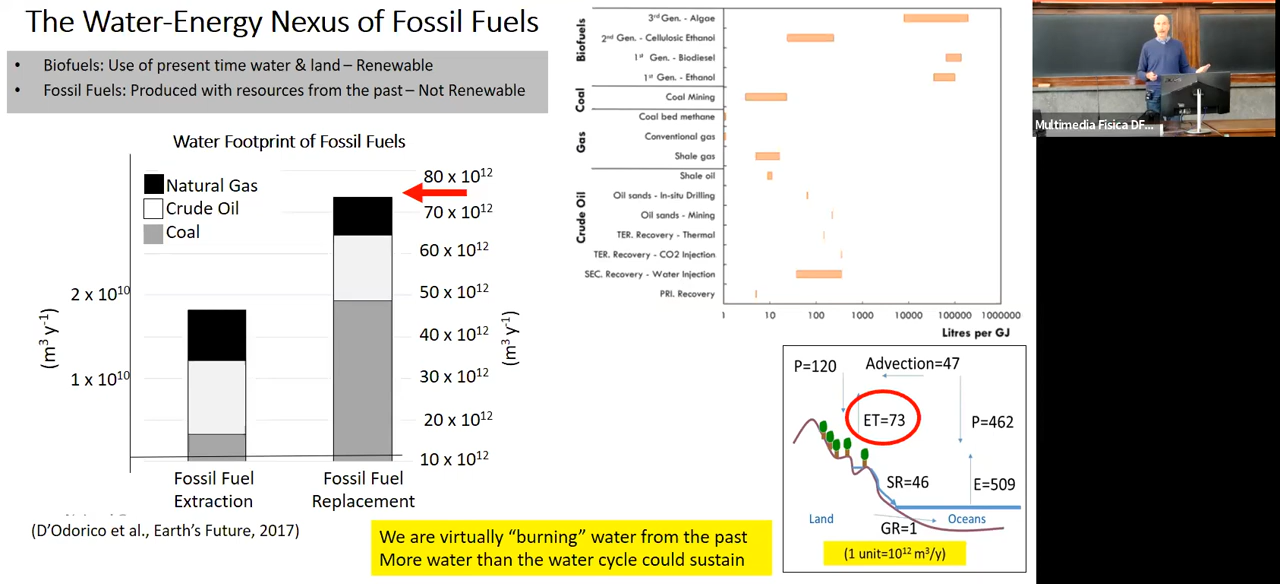 The Water-Energy Nexus of Fossil Fuels
• Biofuels: Use of present time water & land – Renewable
• Fossil Fuels: Produced with resources from the past – Not Renewable
Water Footprint of Fossil Fuels
Natural Gas
Crude Oil
Coal
2 x 10¹⁰
1 x 10¹⁰
(m³ y⁻¹)
80 x 10¹²
70 x 10¹²
60 x 10¹²
50 x 10¹²
40 x 10¹²
30 x 10¹²
20 x 10¹²
10 x 10¹²
(m³ y⁻¹)
Fossil Fuel
Extraction
Fossil Fuel
Replacement
(D'Odorico et al., Earth's Future, 2017)
We are virtually "burning" water from the past
More water than the water cycle could sustain
Biofuels
3rd Gen. - Algae
2nd Gen. - Cellulosic Ethanol
1st Gen. - Biodiesel
1st Gen. - Ethanol
Coal
Coal Mining
Gas
Coal bed methane
Conventional gas
Shale gas
Crude Oil
Shale oil
Oil sands - In-situ Drilling
Oil sands - Mining
TER. Recovery - Thermal
TER. Recovery - CO2 Injection
SEC. Recovery - Water Injection
PRI. Recovery
1 10 100 1000 10000 100000 1000000
Litres per GJ
P=120
Advection=47
ET=73
P=462
SR=46
E=509
Land
GR=1
Oceans
(1 unit=10¹² m³/y)
Multimedia Fisica DF...